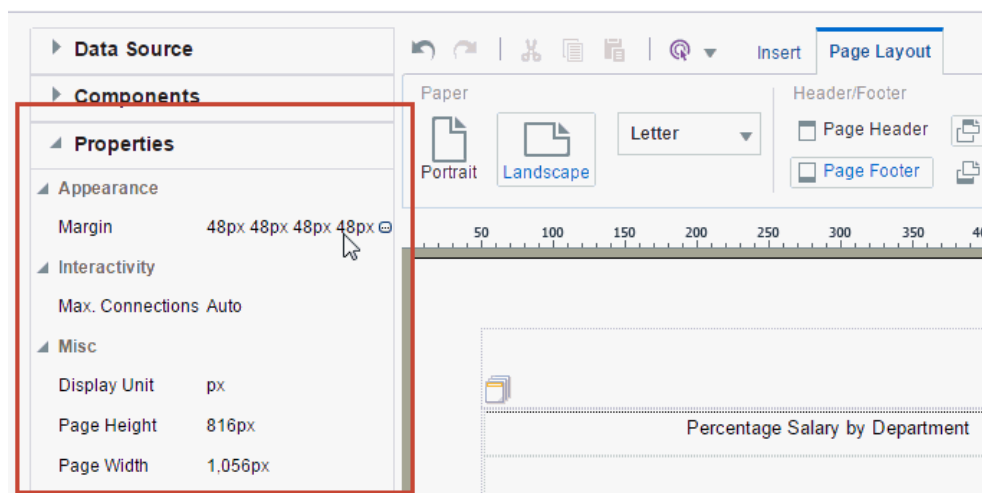 Data Source
Components
Properties
Appearance
Margin 48px 48px 48px 48px
Interactivity
Max. Connections Auto
Misc
Display Unit px
Page Height 816px
Page Width 1,056px
Insert Page Layout
Paper Header/Footer
Portrait Landscape Letter Page Header
Page Footer
50 100 150 200 250 300 350
Percentage Salary by Department